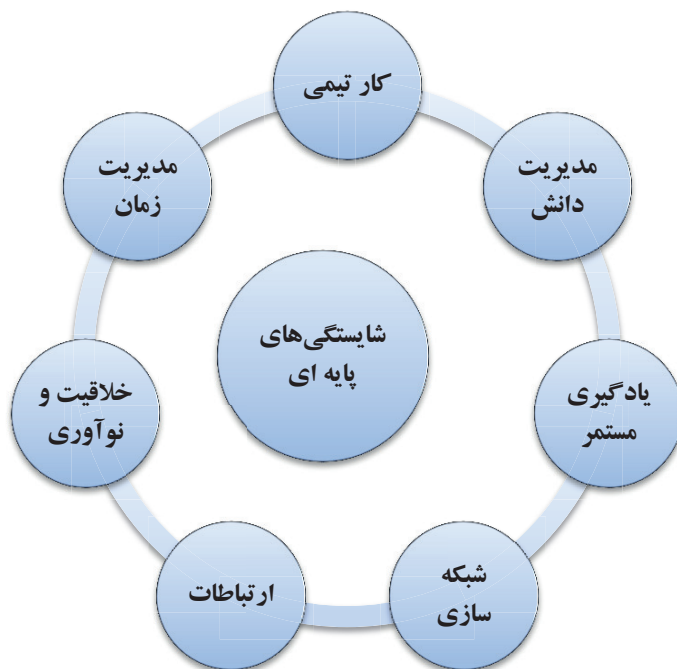 کار تیمی
مدیریت
دانش
یادگیری
مستمر
شبکه
سازی
ارتباطات
خلاقیت و
نوآوری
مدیریت
زمان
شایستگی‌های
پایه ای